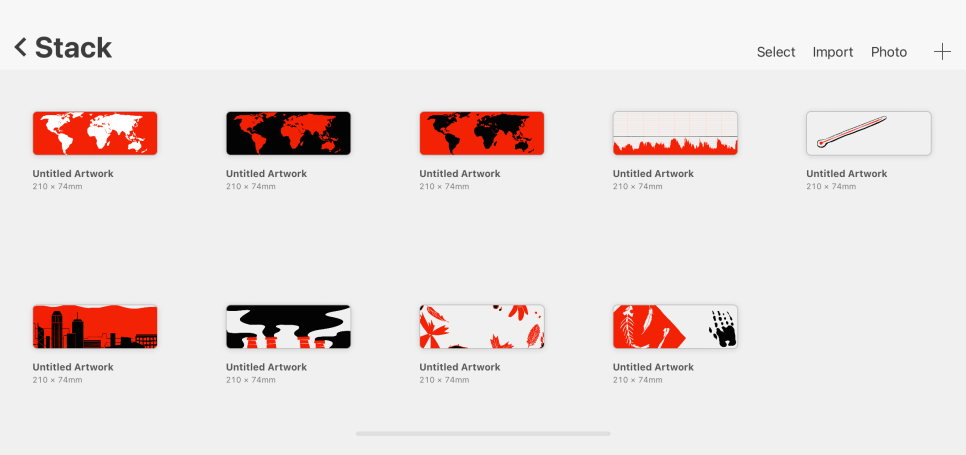 Stack
Select Import Photo
Untitled Artwork Untitled Artwork Untitled Artwork Untitled Artwork Untitled Artwork
210 × 74mm 210 × 74mm 210 × 74mm 210 × 74mm 210 × 74mm
Untitled Artwork Untitled Artwork Untitled Artwork Untitled Artwork
210 × 74mm 210 × 74mm 210 × 74mm 210 × 74mm